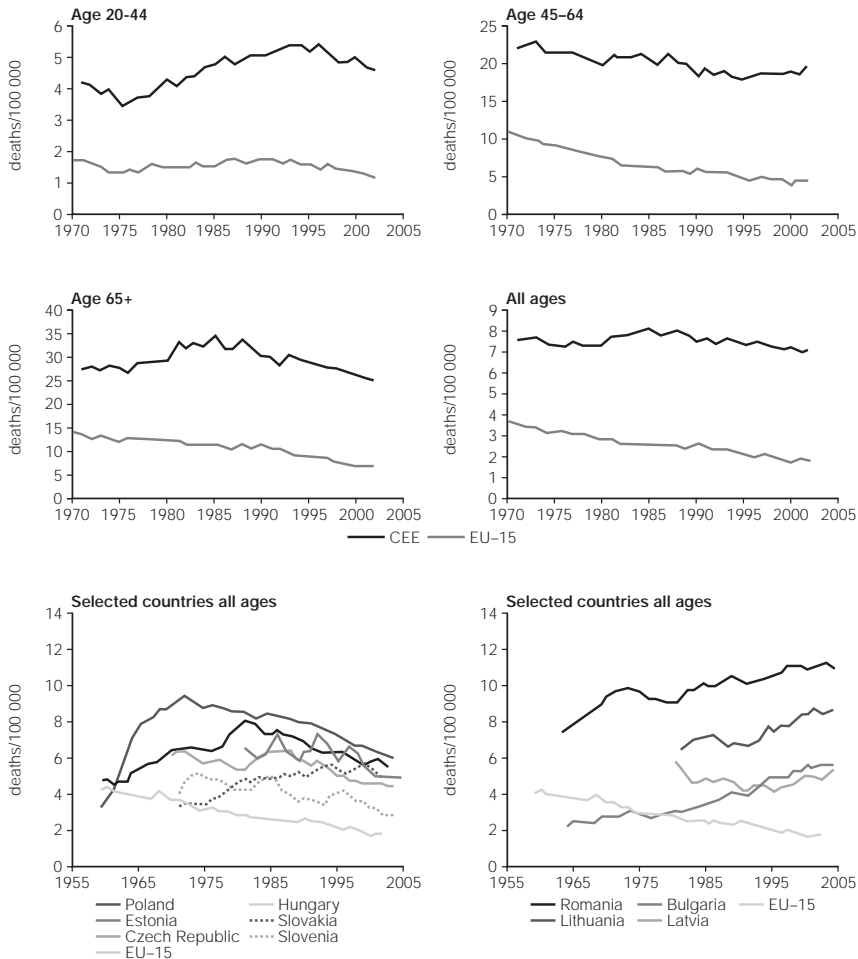 Age 20-44
6
5
4
3
2
1
0
deaths/100 000
1970 1975 1980 1985 1990 1995 200 2005
Age 45–64
25
20
15
10
5
0
deaths/100 000
1970 1975 1980 1985 1990 1995 2000 2005
Age 65+
40
35
30
25
20
15
10
5
0
deaths/100 000
1970 1975 1980 1985 1990 1995 2000 2005
All ages
9
8
7
6
5
4
3
2
1
0
deaths/100 000
1970 1975 1980 1985 1990 1995 2000 2005
CEE EU–15
Selected countries all ages
14
12
10
8
6
4
2
0
deaths/100 000
1955 1965 1975 1985 1995 2005
Poland Hungary
Estonia Slovakia
Czech Republic Slovenia
EU–15
Selected countries all ages
14
12
10
8
6
4
2
0
deaths/100 000
1955 1965 1975 1985 1995 2005
Romania Bulgaria EU–15
Lithuania Latvia